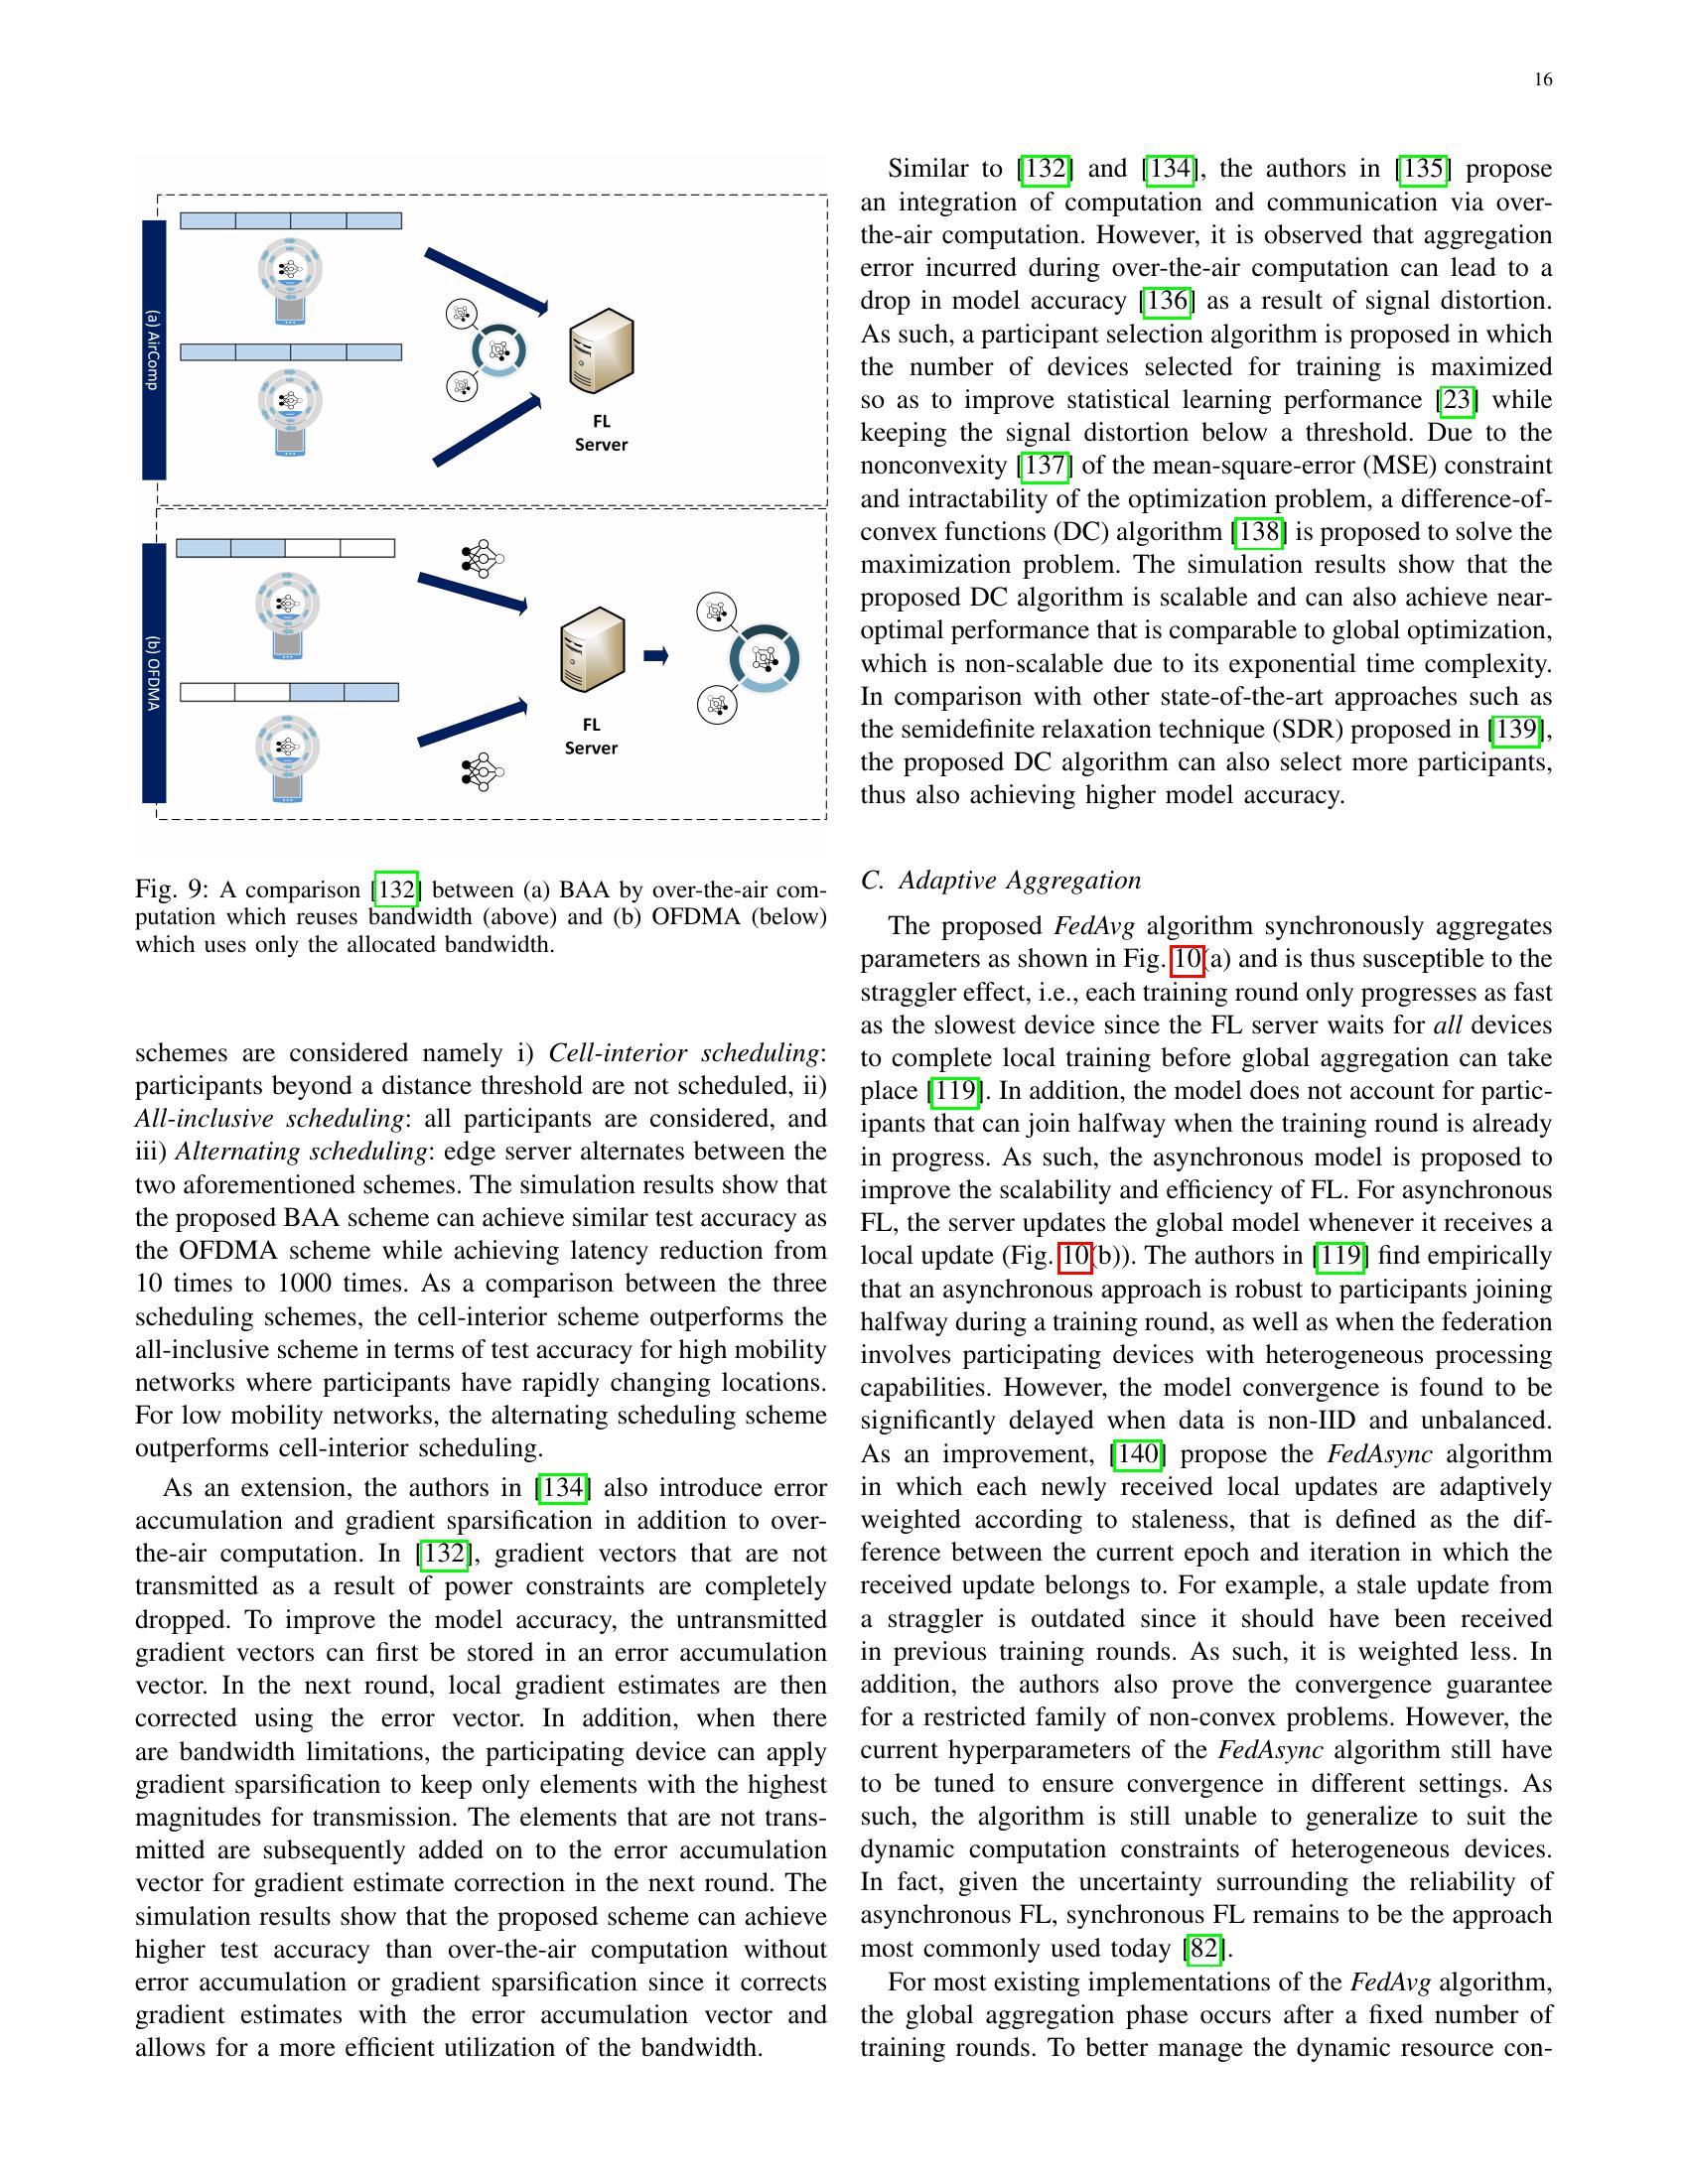 16
(a) AirComp
FL
Server
(b) OFDMA
FL
Server
Fig. 9: A comparison [132] between (a) BAA by over-the-air com-
putation which reuses bandwidth (above) and (b) OFDMA (below)
which uses only the allocated bandwidth.
schemes are considered namely i) Cell-interior scheduling:
participants beyond a distance threshold are not scheduled, ii)
All-inclusive scheduling: all participants are considered, and
iii) Alternating scheduling: edge server alternates between the
two aforementioned schemes. The simulation results show that
the proposed BAA scheme can achieve similar test accuracy as
the OFDMA scheme while achieving latency reduction from
10 times to 1000 times. As a comparison between the three
scheduling schemes, the cell-interior scheme outperforms the
all-inclusive scheme in terms of test accuracy for high mobility
networks where participants have rapidly changing locations.
For low mobility networks, the alternating scheduling scheme
outperforms cell-interior scheduling.
As an extension, the authors in [134] also introduce error
accumulation and gradient sparsification in addition to over-
the-air computation. In [132], gradient vectors that are not
transmitted as a result of power constraints are completely
dropped. To improve the model accuracy, the untransmitted
gradient vectors can first be stored in an error accumulation
vector. In the next round, local gradient estimates are then
corrected using the error vector. In addition, when there
are bandwidth limitations, the participating device can apply
gradient sparsification to keep only elements with the highest
magnitudes for transmission. The elements that are not trans-
mitted are subsequently added on to the error accumulation
vector for gradient estimate correction in the next round. The
simulation results show that the proposed scheme can achieve
higher test accuracy than over-the-air computation without
error accumulation or gradient sparsification since it corrects
gradient estimates with the error accumulation vector and
allows for a more efficient utilization of the bandwidth.
Similar to [132] and [134], the authors in [135] propose
an integration of computation and communication via over-
the-air computation. However, it is observed that aggregation
error incurred during over-the-air computation can lead to a
drop in model accuracy [136] as a result of signal distortion.
As such, a participant selection algorithm is proposed in which
the number of devices selected for training is maximized
so as to improve statistical learning performance [23] while
keeping the signal distortion below a threshold. Due to the
nonconvexity [137] of the mean-square-error (MSE) constraint
and intractability of the optimization problem, a difference-of-
convex functions (DC) algorithm [138] is proposed to solve the
maximization problem. The simulation results show that the
proposed DC algorithm is scalable and can also achieve near-
optimal performance that is comparable to global optimization,
which is non-scalable due to its exponential time complexity.
In comparison with other state-of-the-art approaches such as
the semidefinite relaxation technique (SDR) proposed in [139],
the proposed DC algorithm can also select more participants,
thus also achieving higher model accuracy.
C. Adaptive Aggregation
The proposed FedAvg algorithm synchronously aggregates
parameters as shown in Fig. 10(a) and is thus susceptible to the
straggler effect, i.e., each training round only progresses as fast
as the slowest device since the FL server waits for all devices
to complete local training before global aggregation can take
place [119]. In addition, the model does not account for partic-
ipants that can join halfway when the training round is already
in progress. As such, the asynchronous model is proposed to
improve the scalability and efficiency of FL. For asynchronous
FL, the server updates the global model whenever it receives a
local update (Fig. 10(b)). The authors in [119] find empirically
that an asynchronous approach is robust to participants joining
halfway during a training round, as well as when the federation
involves participating devices with heterogeneous processing
capabilities. However, the model convergence is found to be
significantly delayed when data is non-IID and unbalanced.
As an improvement, [140] propose the FedAsync algorithm
in which each newly received local updates are adaptively
weighted according to staleness, that is defined as the dif-
ference between the current epoch and iteration in which the
received update belongs to. For example, a stale update from
a straggler is outdated since it should have been received
in previous training rounds. As such, it is weighted less. In
addition, the authors also prove the convergence guarantee
for a restricted family of non-convex problems. However, the
current hyperparameters of the FedAsync algorithm still have
to be tuned to ensure convergence in different settings. As
such, the algorithm is still unable to generalize to suit the
dynamic computation constraints of heterogeneous devices.
In fact, given the uncertainty surrounding the reliability of
asynchronous FL, synchronous FL remains to be the approach
most commonly used today [82].
For most existing implementations of the FedAvg algorithm,
the global aggregation phase occurs after a fixed number of
training rounds. To better manage the dynamic resource con-